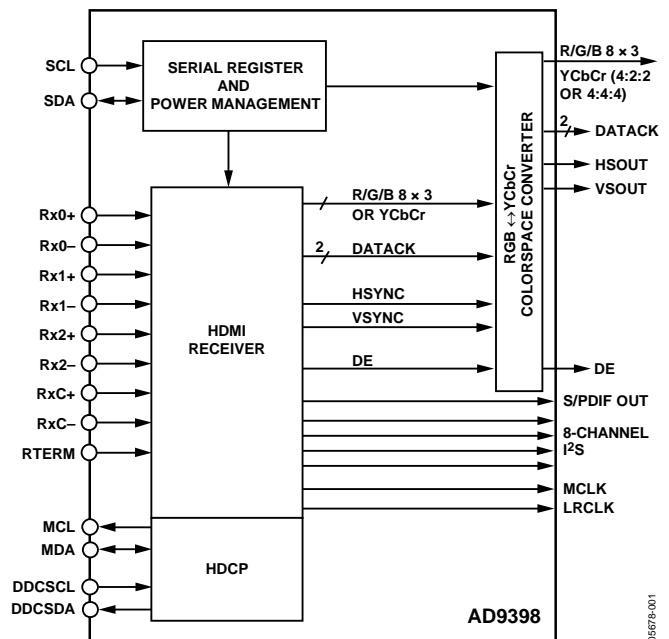 SCL
SDA
SERIAL REGISTER
AND
POWER MANAGEMENT
R/G/B 8 × 3
YCbCr (4:2:2
OR 4:4:4)
2
DATACK
HSOUT
VSOUT
RGB ↔ YCbCr
COLORSPACE CONVERTER
Rx0+
Rx0–
Rx1+
Rx1–
Rx2+
Rx2–
RxC+
RxC–
RTERM
HDMI
RECEIVER
R/G/B 8 × 3
OR YCbCr
2
DATACK
HSYNC
VSYNC
DE
DE
S/PDIF OUT
8-CHANNEL
I2S
MCLK
LRCLK
MCL
MDA
DDCSCL
DDCSDA
HDCP
AD9398
05678-001